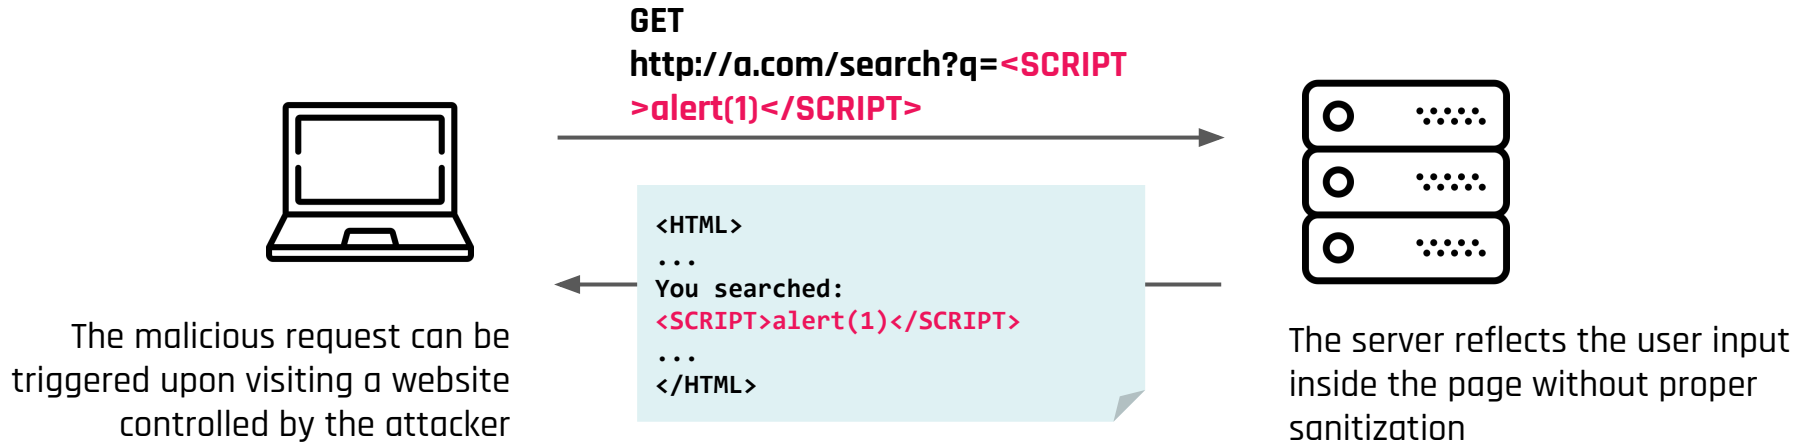 GET
http://a.com/search?q=<SCRIPT
>alert(1)</SCRIPT>
<HTML>
...
You searched:
<SCRIPT>alert(1)</SCRIPT>
...
</HTML>
The malicious request can be
triggered upon visiting a website
controlled by the attacker
The server reflects the user input
inside the page without proper
sanitization